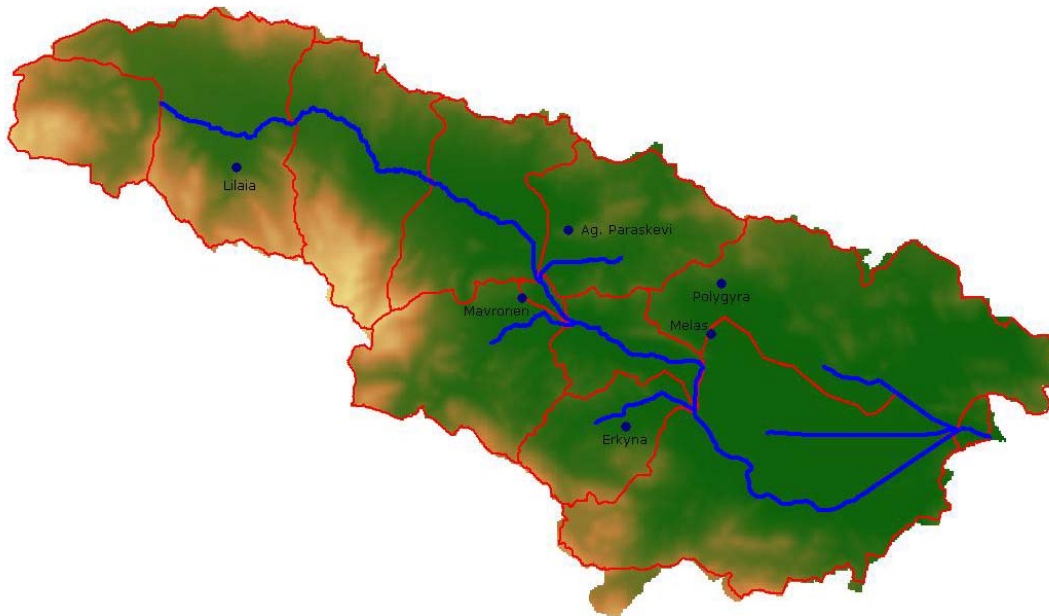 Lilaia
Ag. Paraskevi
Polygyra
Mavroneri
Melas
Erkyna